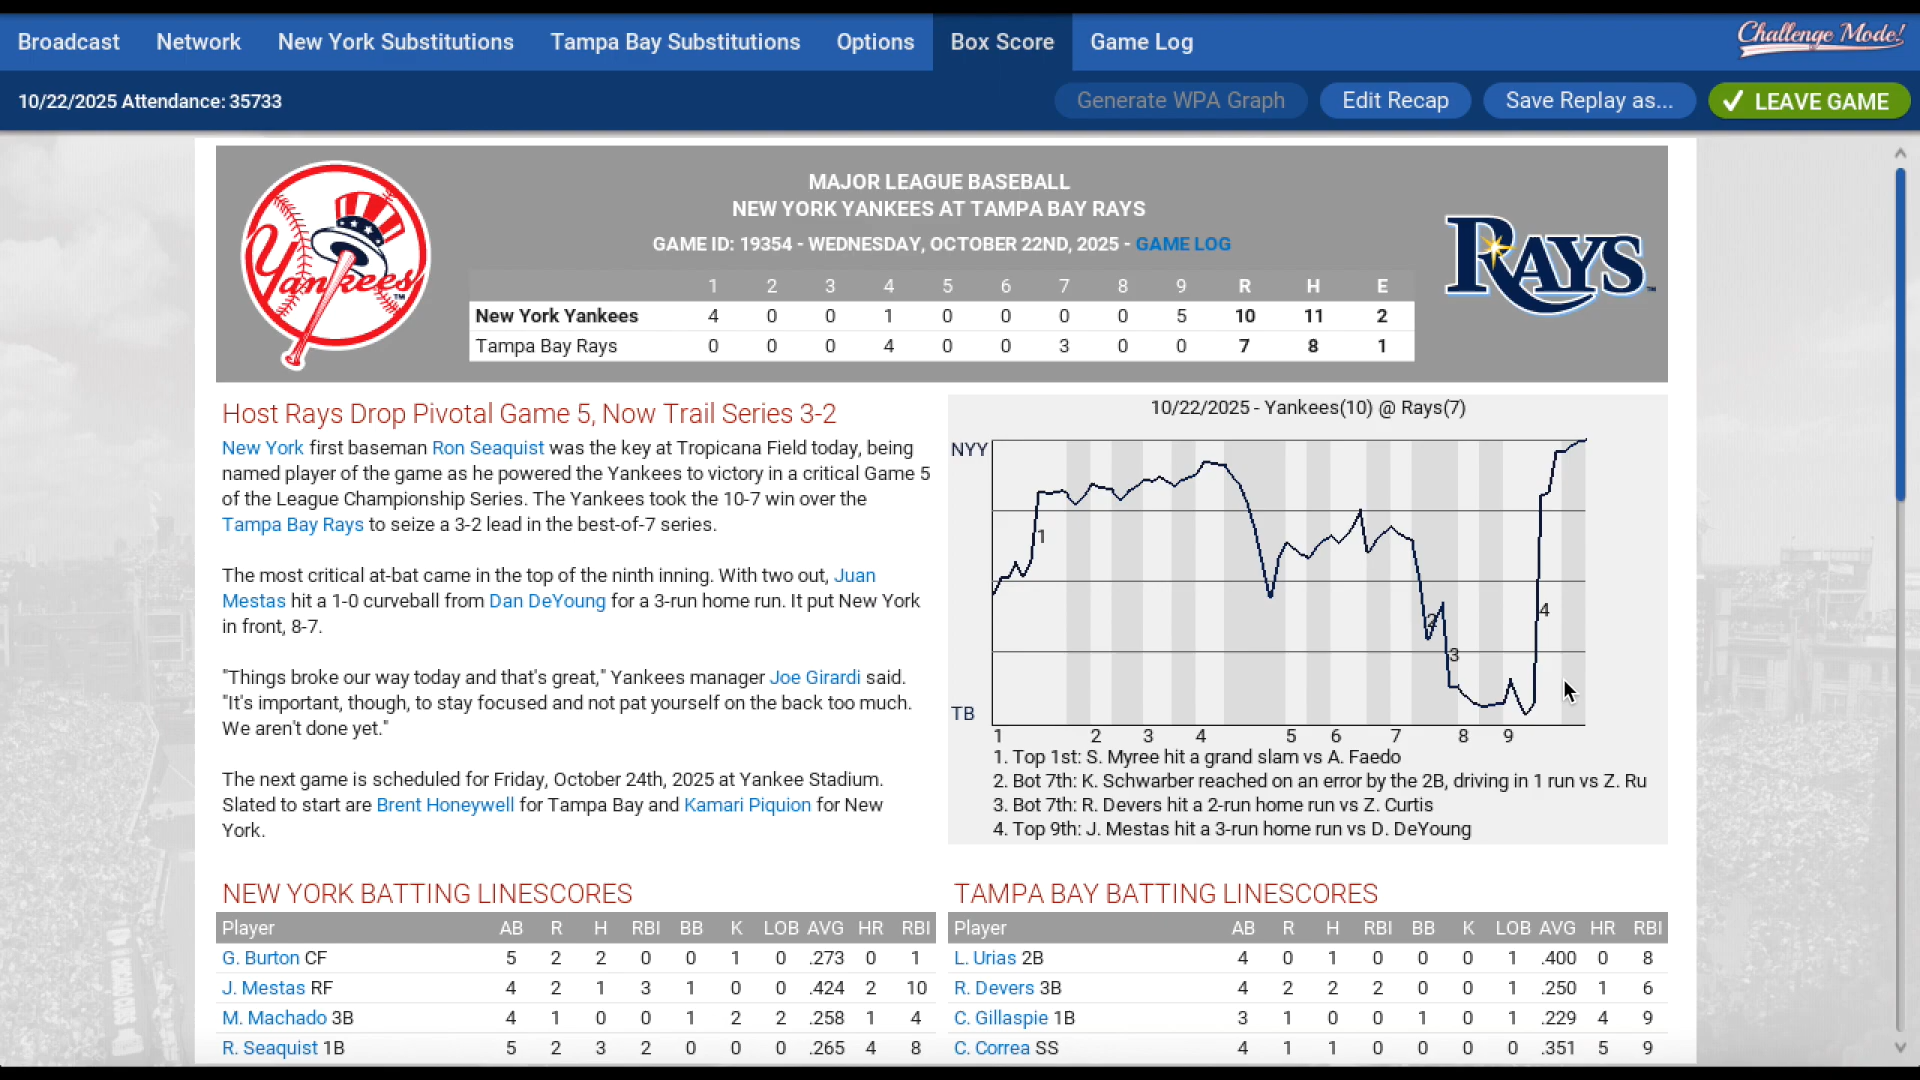 Broadcast Network New York Substitutions Tampa Bay Substitutions Options Box Score Game Log Challenge Mode!
10/22/2025 Attendance: 35733 Generate WPA Graph Edit Recap Save Replay as... LEAVE GAME
Yankees TM
MAJOR LEAGUE BASEBALL
NEW YORK YANKEES AT TAMPA BAY RAYS
GAME ID: 19354 - WEDNESDAY, OCTOBER 22ND, 2025 - GAME LOG
RAYS
1 2 3 4 5 6 7 8 9 R H E
New York Yankees 4 0 0 1 0 0 0 0 5 10 11 2
Tampa Bay Rays 0 0 0 4 0 0 3 0 0 7 8 1
Host Rays Drop Pivotal Game 5, Now Trail Series 3-2
New York first baseman Ron Seaquist was the key at Tropicana Field today, being
named player of the game as he powered the Yankees to victory in a critical Game 5
of the League Championship Series. The Yankees took the 10-7 win over the
Tampa Bay Rays to seize a 3-2 lead in the best-of-7 series.
The most critical at-bat came in the top of the ninth inning. With two out, Juan
Mestas hit a 1-0 curveball from Dan DeYoung for a 3-run home run. It put New York
in front, 8-7.
"Things broke our way today and that's great," Yankees manager Joe Girardi said.
"It's important, though, to stay focused and not pat yourself on the back too much.
We aren't done yet."
The next game is scheduled for Friday, October 24th, 2025 at Yankee Stadium.
Slated to start are Brent Honeywell for Tampa Bay and Kamari Piquion for New
York.
10/22/2025 - Yankees(10) @ Rays(7)
NYY
1
2
3
4
TB
1 2 3 4 5 6 7 8 9
1. Top 1st: S. Myree hit a grand slam vs A. Faedo
2. Bot 7th: K. Schwarber reached on an error by the 2B, driving in 1 run vs Z. Ru
3. Bot 7th: R. Devers hit a 2-run home run vs Z. Curtis
4. Top 9th: J. Mestas hit a 3-run home run vs D. DeYoung
NEW YORK BATTING LINESCORES
Player AB R H RBI BB K LOB AVG HR RBI
G. Burton CF 5 2 2 0 0 1 0 .273 0 1
J. Mestas RF 4 2 1 3 1 0 0 .424 2 10
M. Machado 3B 4 1 0 0 1 2 2 .258 1 4
R. Seaquist 1B 5 2 3 2 0 0 0 .265 4 8
TAMPA BAY BATTING LINESCORES
Player AB R H RBI BB K LOB AVG HR RBI
L. Urias 2B 4 0 1 0 0 0 1 .400 0 8
R. Devers 3B 4 2 2 2 0 0 1 .250 1 6
C. Gillaspie 1B 3 1 0 0 1 0 1 .229 4 9
C. Correa SS 4 1 1 0 0 0 0 .351 5 9